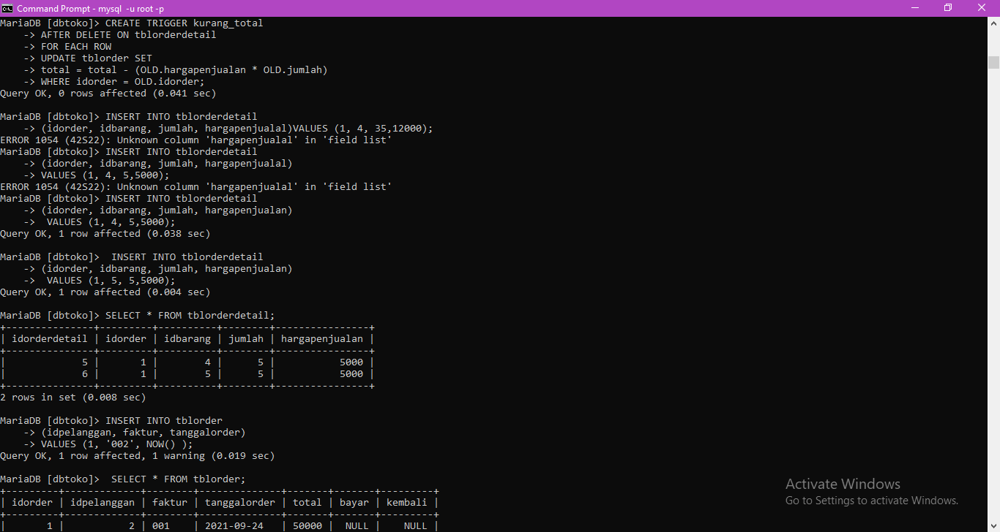 Command Prompt - mysql  -u root -p
MariaDB [dbtoko]> CREATE TRIGGER kurang_total
    -> AFTER DELETE ON tblorderdetail
    -> FOR EACH ROW
    -> UPDATE tblorder SET
    -> total = total - (OLD.hargapenjualan * OLD.jumlah)
    -> WHERE idorder = OLD.idorder;
Query OK, 0 rows affected (0.041 sec)

MariaDB [dbtoko]> INSERT INTO tblorderdetail
    -> (idorder, idbarang, jumlah, hargapenjualal)VALUES (1, 4, 35,12000);
ERROR 1054 (42S22): Unknown column 'hargapenjualal' in 'field list'
MariaDB [dbtoko]> INSERT INTO tblorderdetail
    -> (idorder, idbarang, jumlah, hargapenjualal)
    -> VALUES (1, 4, 5,5000);
ERROR 1054 (42S22): Unknown column 'hargapenjualal' in 'field list'
MariaDB [dbtoko]> INSERT INTO tblorderdetail
    -> (idorder, idbarang, jumlah, hargapenjualan)
    ->  VALUES (1, 4, 5,5000);
Query OK, 1 row affected (0.038 sec)

MariaDB [dbtoko]>  INSERT INTO tblorderdetail
    -> (idorder, idbarang, jumlah, hargapenjualan)
    ->  VALUES (1, 5, 5,5000);
Query OK, 1 row affected (0.004 sec)

MariaDB [dbtoko]> SELECT * FROM tblorderdetail;
+---------------+---------+----------+--------+----------------+
| idorderdetail | idorder | idbarang | jumlah | hargapenjualan |
+---------------+---------+----------+--------+----------------+
|             5 |       1 |        4 |      5 |           5000 |
|             6 |       1 |        5 |      5 |           5000 |
+---------------+---------+----------+--------+----------------+
2 rows in set (0.008 sec)

MariaDB [dbtoko]> INSERT INTO tblorder
    -> (idpelanggan, faktur, tanggalorder)
    -> VALUES (1, '002', NOW() );
Query OK, 1 row affected, 1 warning (0.019 sec)

MariaDB [dbtoko]>  SELECT * FROM tblorder;
+---------+-------------+--------+--------------+-------+-------+---------+
| idorder | idpelanggan | faktur | tanggalorder | total | bayar | kembali |
+---------+-------------+--------+--------------+-------+-------+---------+
|       1 |           2 | 001    | 2021-09-24   | 50000 |  NULL |    NULL |
Activate Windows
Go to Settings to activate Windows.